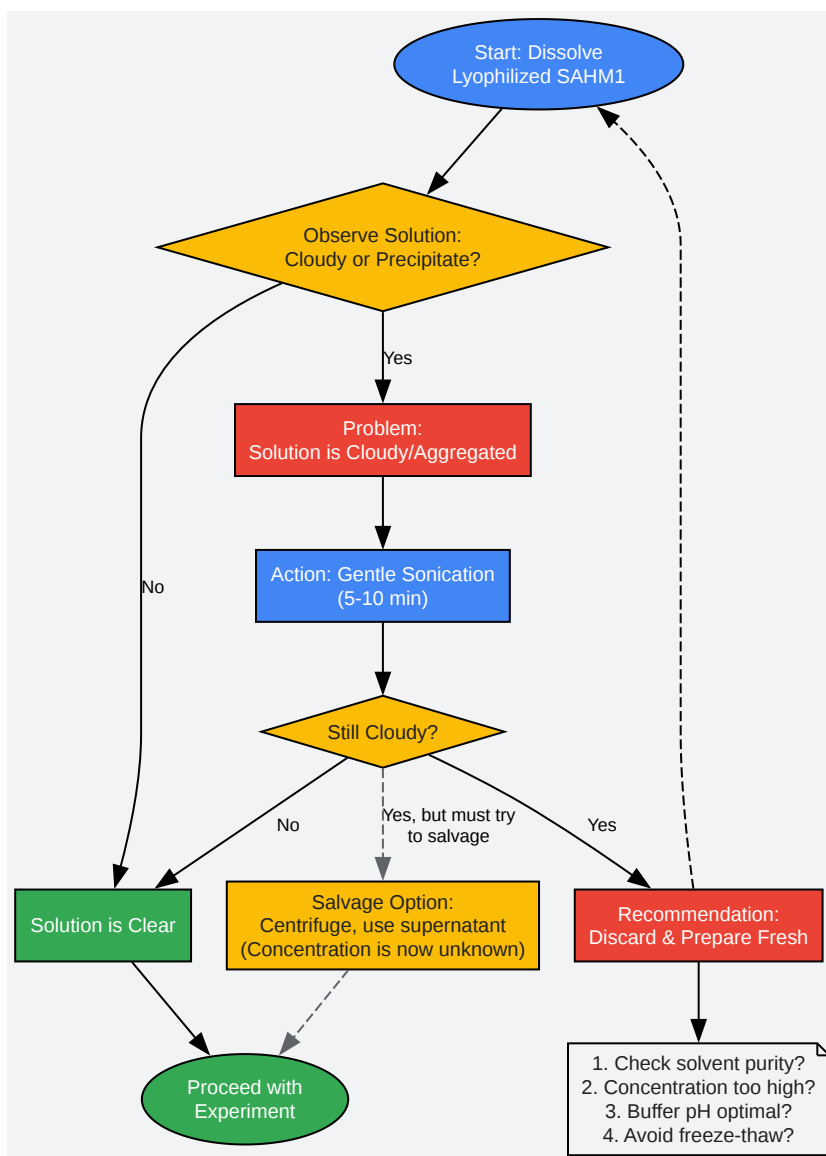 Start: Dissolve
Lyophilized SAHM1
Observe Solution:
Cloudy or Precipitate?
Yes
Problem:
Solution is Cloudy/Aggregated
No
Action: Gentle Sonication
(5-10 min)
Still Cloudy?
No
Yes, but must try
to salvage
Yes
Solution is Clear
Salvage Option:
Centrifuge, use supernatant
(Concentration is now unknown)
Recommendation:
Discard & Prepare Fresh
Proceed with
Experiment
1. Check solvent purity?
2. Concentration too high?
3. Buffer pH optimal?
4. Avoid freeze-thaw?